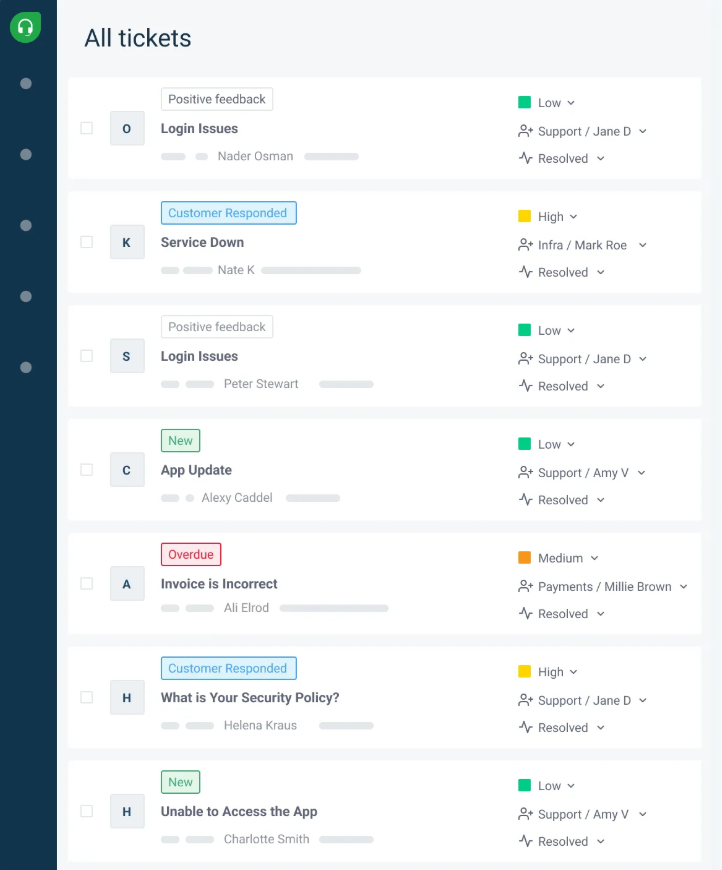 All tickets
Positive feedback
Low
O
Login Issues
Support / Jane D
Nader Osman
Resolved
Customer Responded
High
K
Service Down
Infra / Mark Roe
Nate K
Resolved
Positive feedback
Low
S
Login Issues
Support / Jane D
Peter Stewart
Resolved
New
Low
C
App Update
Support / Amy V
Alexy Caddel
Resolved
Overdue
Medium
A
Invoice is Incorrect
Payments / Millie Brown
Ali Elrod
Resolved
Customer Responded
High
H
What is Your Security Policy?
Support / Jane D
Helena Kraus
Resolved
New
Low
H
Unable to Access the App
Support / Amy V
Charlotte Smith
Resolved